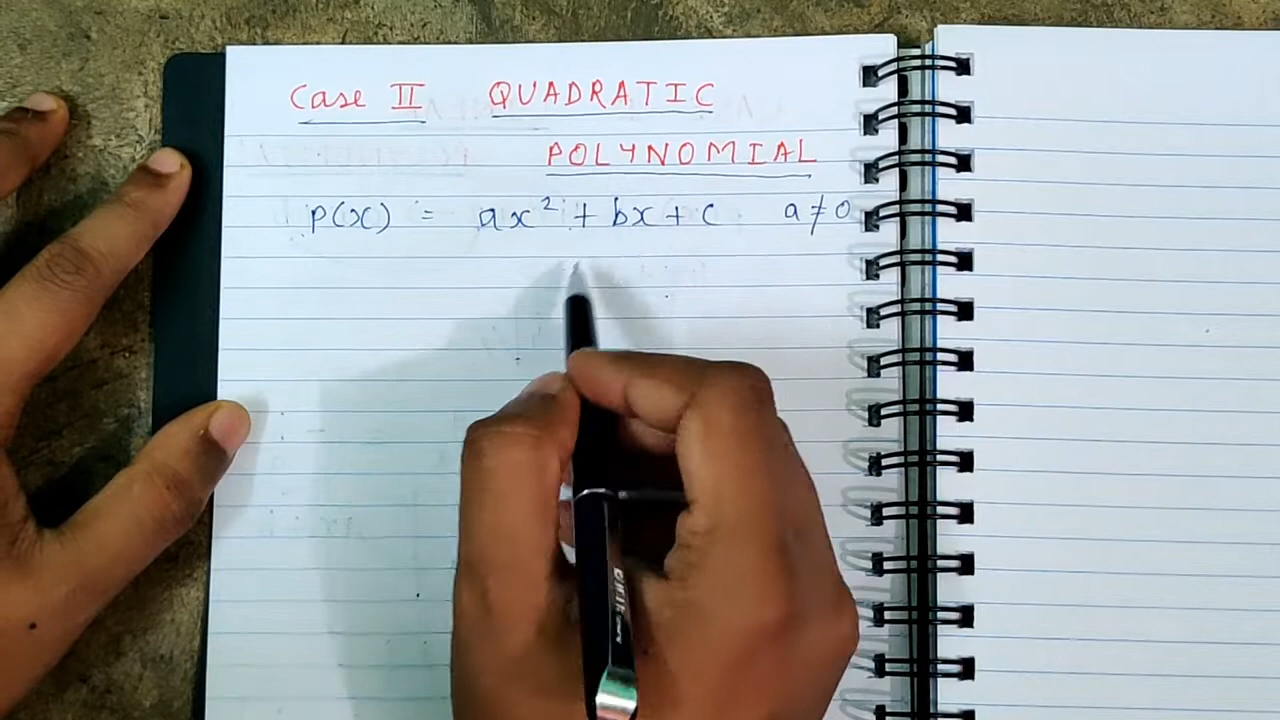 Case II QUADRATIC
POLYNOMIAL
p(x) = ax² + bx + c a ≠ 0